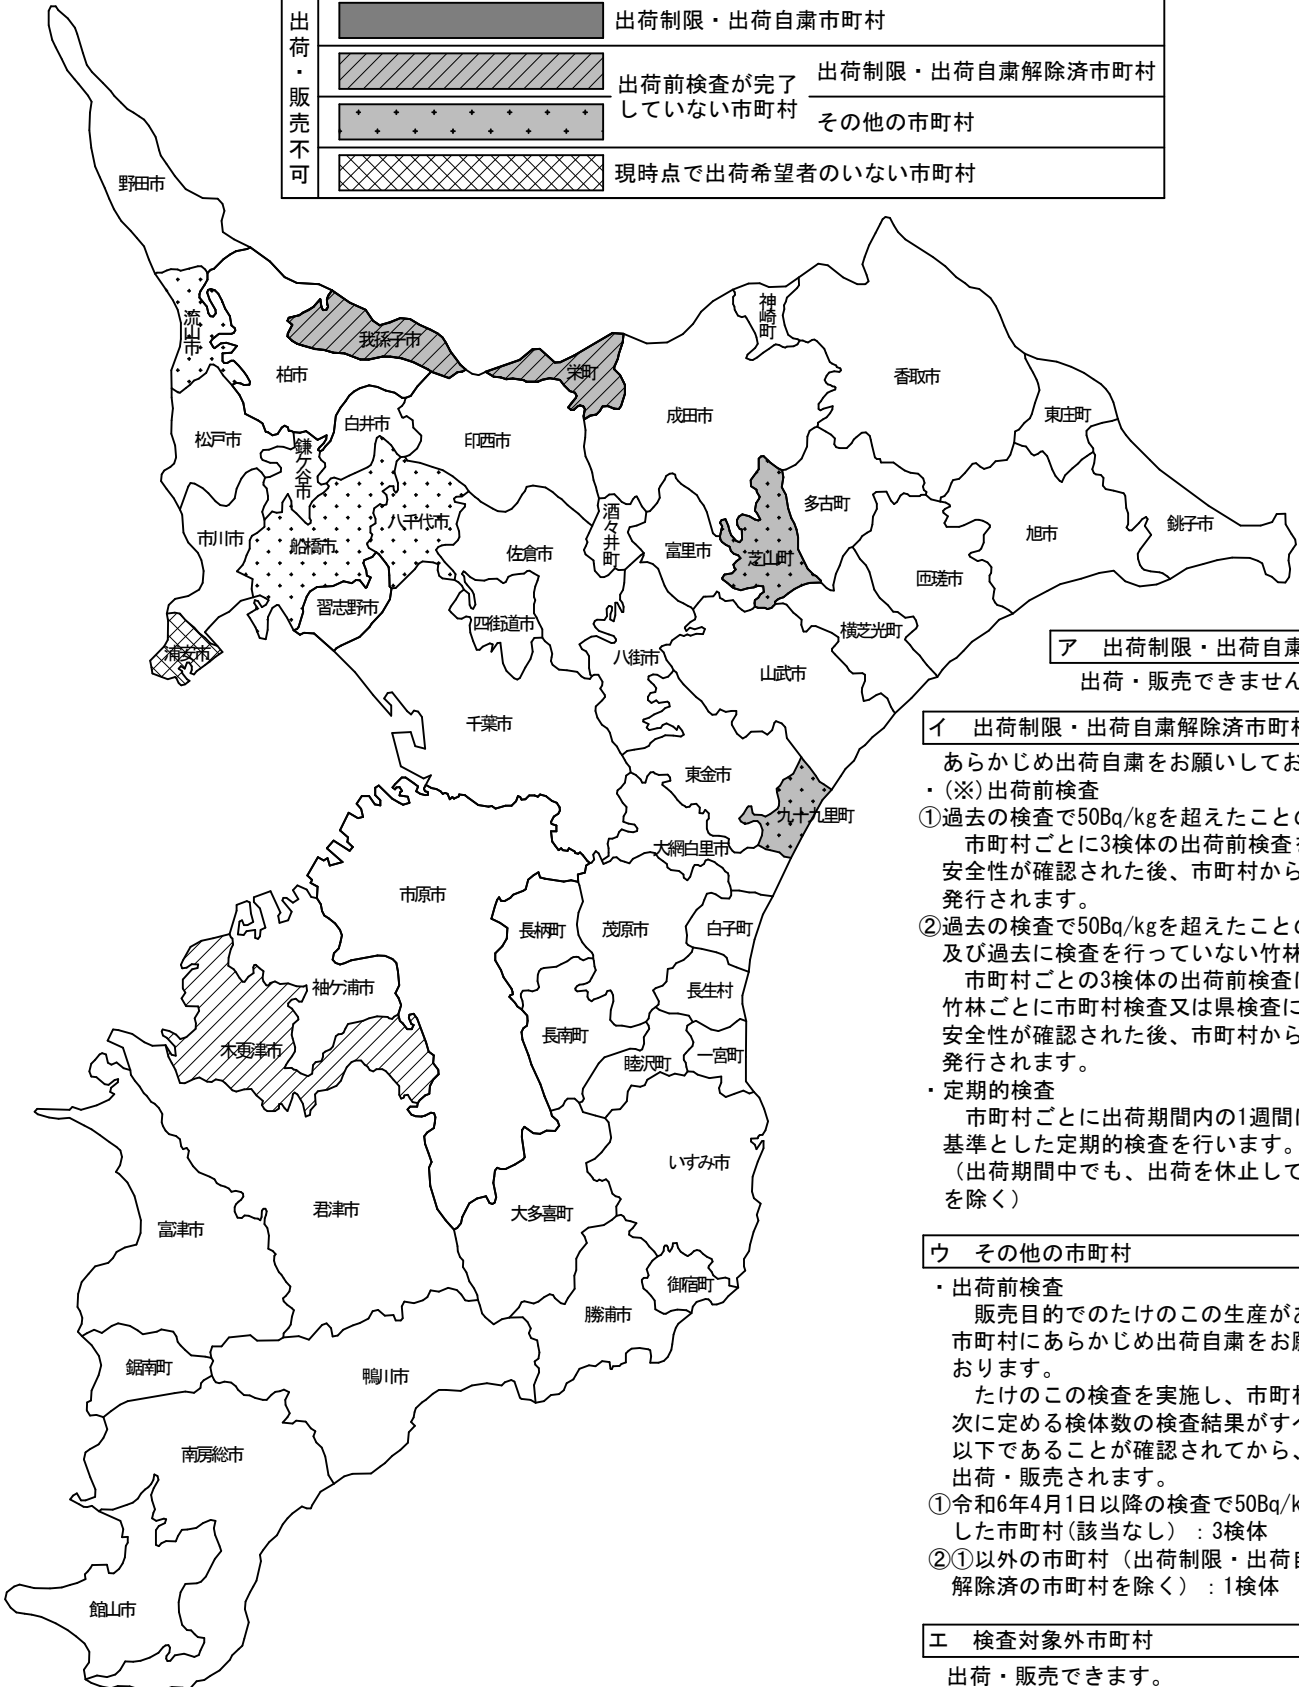 出荷・販売不可
出荷制限・出荷自粛市町村
出荷前検査が完了
していない市町村
出荷制限・出荷自粛解除済市町村
その他の市町村
現時点で出荷希望者のいない市町村
野田市
流山市
我孫子市
柏市
栄町
神崎町
香取市
成田市
東庄町
松戸市
鎌ケ谷市
白井市
印西市
多古町
銚子市
旭市
市川市
船橋市
八千代市
佐倉市
酒々井町
富里市
芝山町
匝瑳市
習志野市
四街道市
横芝光町
浦安市
八街市
山武市
千葉市
東金市
九十九里町
大網白里市
市原市
長柄町
茂原市
白子町
袖ケ浦市
長生村
木更津市
長南町
睦沢町
一宮町
いすみ市
君津市
大多喜町
富津市
御宿町
勝浦市
鋸南町
鴨川市
南房総市
館山市
ア　出荷制限・出荷自粛
出荷・販売できません
イ　出荷制限・出荷自粛解除済市町村
あらかじめ出荷自粛をお願いしてお
・(※)出荷前検査
①過去の検査で50Bq/kgを超えたことの
市町村ごとに3検体の出荷前検査を
安全性が確認された後、市町村から
発行されます。
②過去の検査で50Bq/kgを超えたことの
及び過去に検査を行っていない竹林
市町村ごとの3検体の出荷前検査に
竹林ごとに市町村検査又は県検査に
安全性が確認された後、市町村から
発行されます。
・定期的検査
市町村ごとに出荷期間内の1週間に
基準とした定期的検査を行います。
（出荷期間中でも、出荷を休止して
を除く）
ウ　その他の市町村
・出荷前検査
販売目的でのたけのこの生産があ
市町村にあらかじめ出荷自粛をお願
おります。
たけのこの検査を実施し、市町村
次に定める検体数の検査結果がすべ
以下であることが確認されてから、
出荷・販売されます。
①令和6年4月1日以降の検査で50Bq/k
した市町村(該当なし）：3検体
②①以外の市町村（出荷制限・出荷自
解除済の市町村を除く）：1検体
エ　検査対象外市町村
出荷・販売できます。